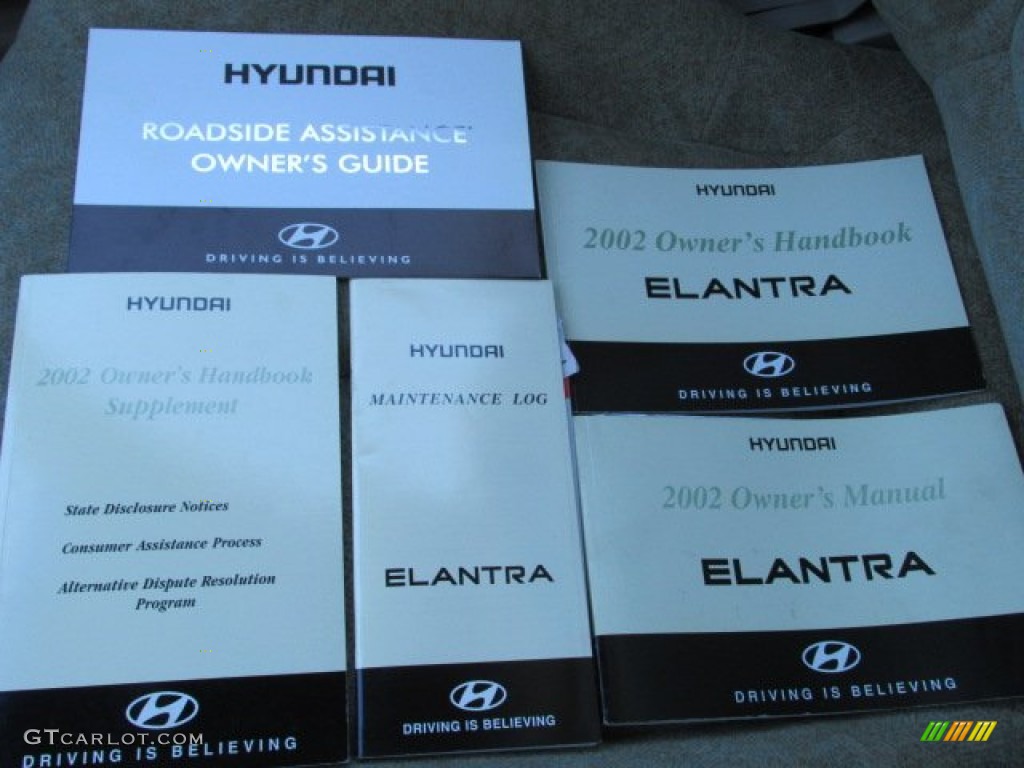 HYUNDAI
ROADSIDE ASSISTANCE
OWNER'S GUIDE
DRIVING IS BELIEVING
HYUNDAI
2002 Owner's Handbook
ELANTRA
DRIVING IS BELIEVING
HYUNDAI
2002 Owner's Handbook
Supplement
State Disclosure Notices
Consumer Assistance Process
Alternative Dispute Resolution
Program
DRIVING IS BELIEVING
HYUNDAI
MAINTENANCE LOG
ELANTRA
DRIVING IS BELIEVING
HYUNDAI
2002 Owner's Manual
ELANTRA
DRIVING IS BELIEVING
GTcarlot.com